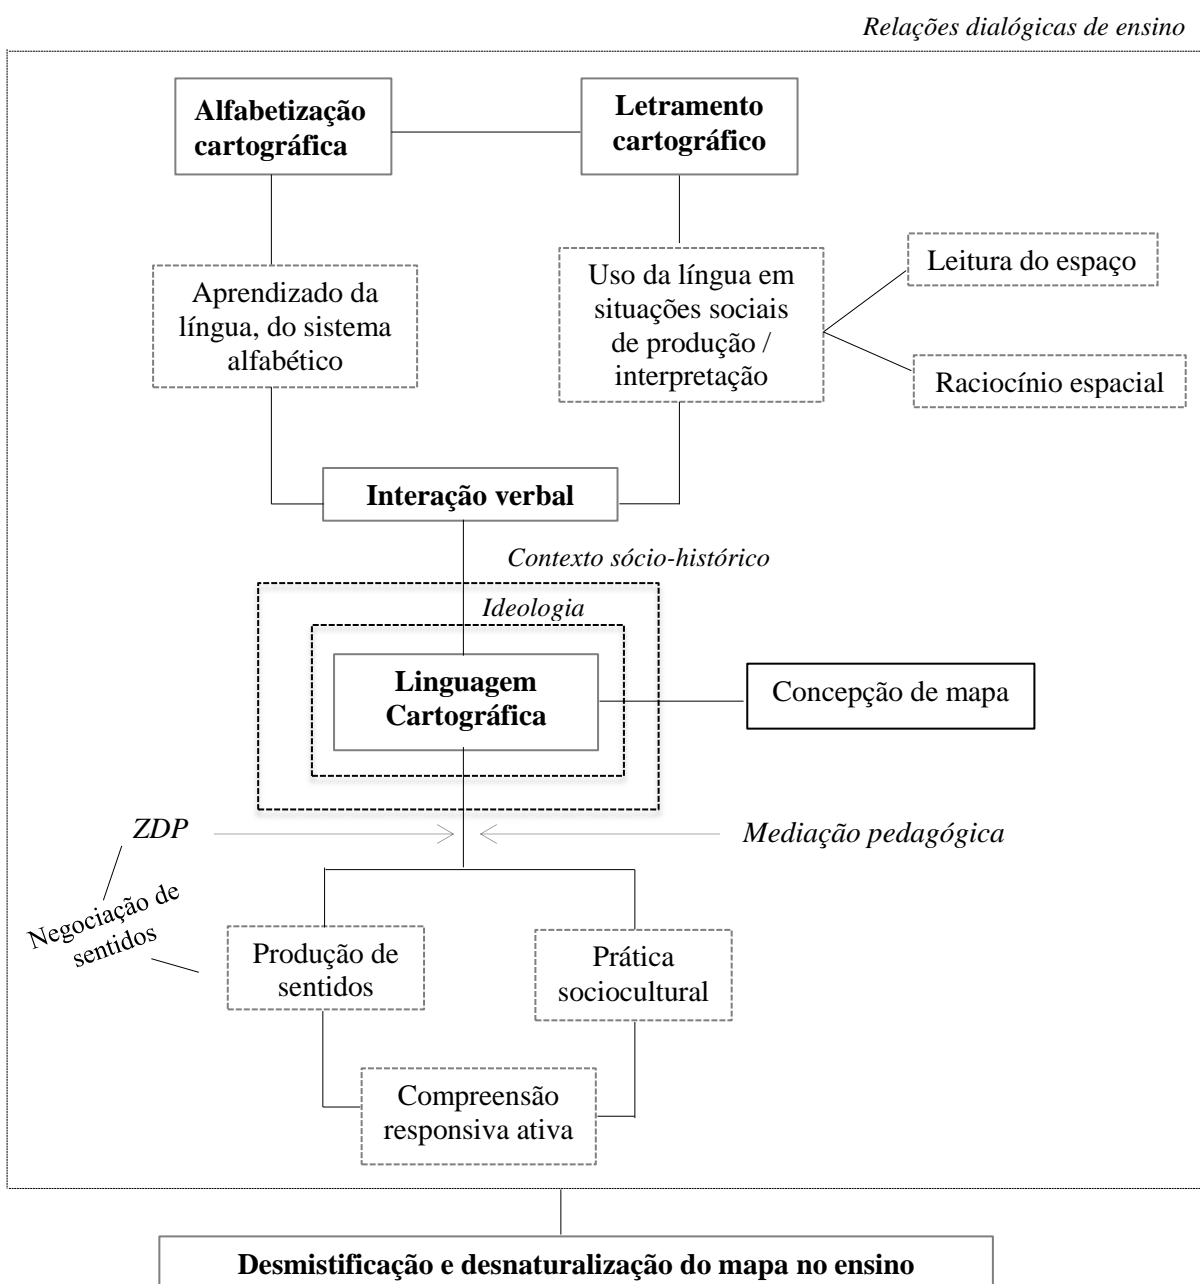 Relações dialógicas de ensino
Alfabetização
cartográfica
Letramento
cartográfico
Aprendizado da
língua, do sistema
alfabético
Uso da língua em
situações sociais
de produção /
interpretação
Leitura do espaço
Raciocínio espacial
Interação verbal
Contexto sócio-histórico
Ideologia
Linguagem
Cartográfica
Concepção de mapa
ZDP
Mediação pedagógica
Negociação de
sentidos
Produção de
sentidos
Prática
sociocultural
Compreensão
responsiva ativa
Desmistificação e desnaturalização do mapa no ensino